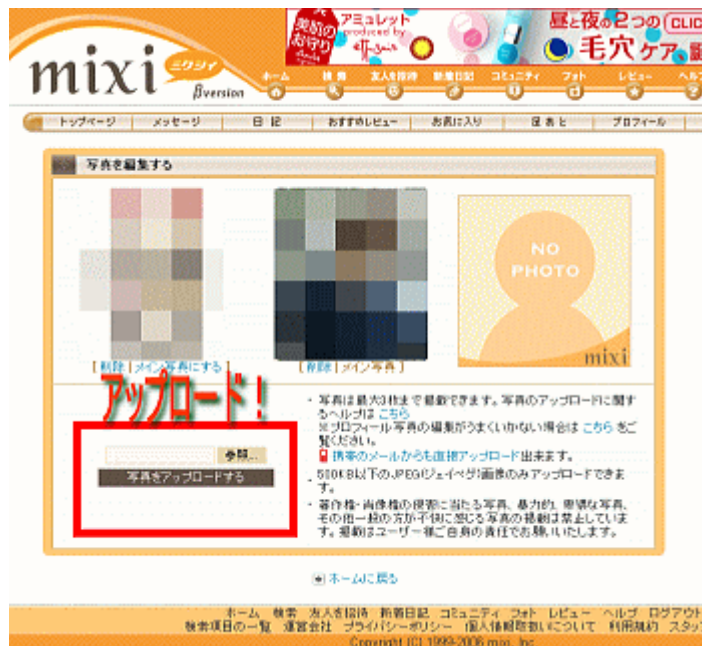 美肌の
お守り
アミュレット
produced by
昼と夜の2つの
毛穴ケア
mixi
ミクシィ
βversion
ホーム 検索 友人を招待 新着日記 コミュニティ フォト レビュー ヘル
トップページ メッセージ 日記 おすすめレビュー お気に入り 足あと プロフィール
写真を編集する
NO
PHOTO
mixi
[ 削除 | メイン写真にする ]
[ 削除 | メイン写真 ]
アップロード!
参照...
写真をアップロードする
・ 写真は最大3枚まで掲載できます。写真のアップロードに関す
るヘルプは こちら
※プロフィール写真の編集がうまくいかない場合は こちら をご
覧ください。
携帯のメールからも直接アップロード出来ます。
・ 500KB以下のJPEG(ジェイペグ)画像のみアップロードできま
す。
・ 著作権・肖像権の侵害に当たる写真、暴力的、卑猥な写真、
その他一般の方が不快に感じる写真の掲載は禁止していま
す。掲載はユーザー様ご自身の責任でお願いいたします。
ホームに戻る
ホーム 検索 友人を招待 新着日記 コミュニティ フォト レビュー ヘルプ ログアウト
検索項目の一覧 運営会社 プライバシーポリシー 個人情報取扱いについて 利用規約 スタッ
Copyright (C) 1999-2006 mixi, Inc.